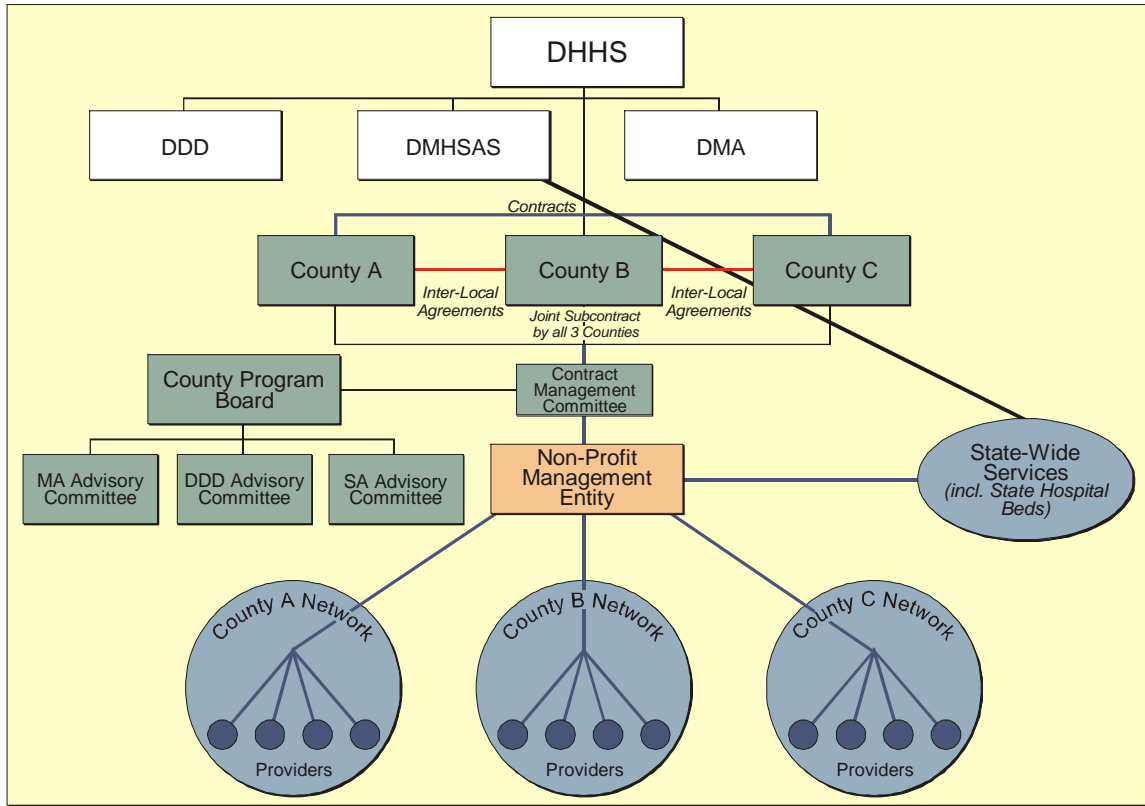 DHHS
DDD
DMHSAS
DMA
Contracts
County A
County B
County C
Inter-Local
Agreements
Joint Subcontract
by all 3 Counties
Inter-Local
Agreements
County Program
Board
Contract
Management
Committee
MA Advisory
Committee
DDD Advisory
Committee
SA Advisory
Committee
Non-Profit
Management
Entity
State-Wide
Services
(incl. State Hospital
Beds)
County A Network
County B Network
County C Network
Providers
Providers
Providers